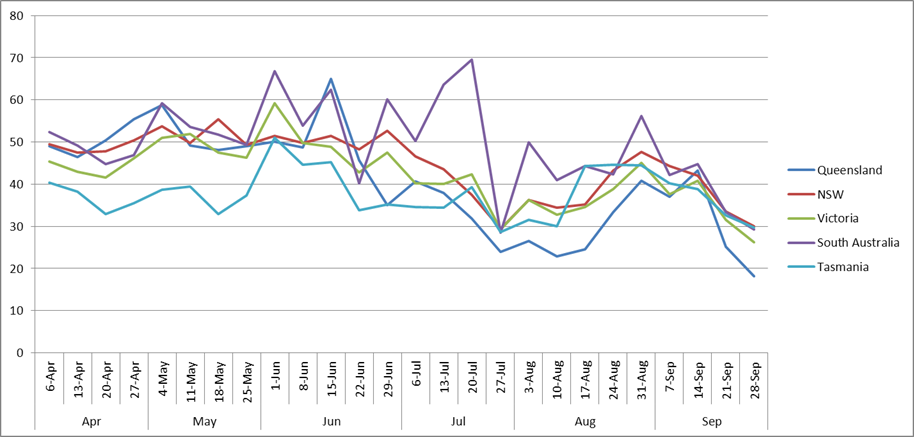 80
70
60
50
40
30
20
10
0
6-Apr 13-Apr 20-Apr 27-Apr 4-May 11-May 18-May 25-May 1-Jun 8-Jun 15-Jun 22-Jun 29-Jun 6-Jul 13-Jul 20-Jul 27-Jul 3-Aug 10-Aug 17-Aug 24-Aug 31-Aug 7-Sep 14-Sep 21-Sep 28-Sep
Apr May Jun Jul Aug Sep
Queensland
NSW
Victoria
South Australia
Tasmania